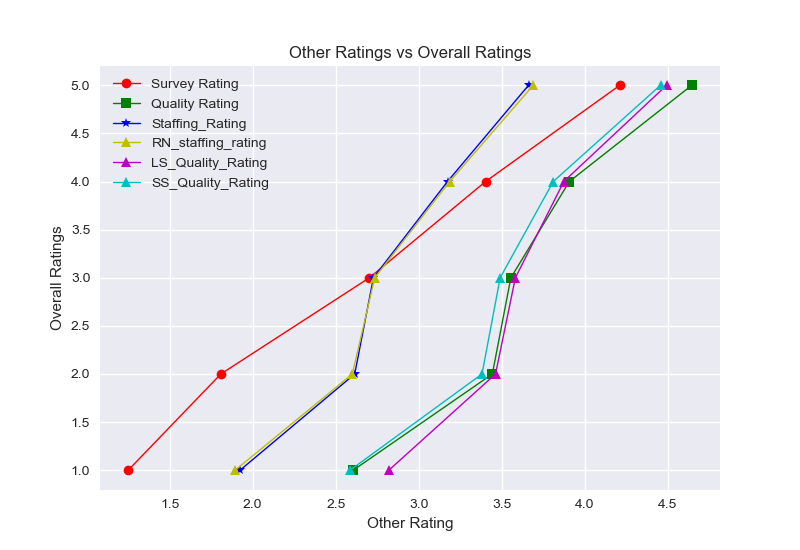 Other Ratings vs Overall Ratings
Survey Rating
Quality Rating
Staffing_Rating
RN_staffing_rating
LS_Quality_Rating
SS_Quality_Rating
Overall Ratings
5.0
4.5
4.0
3.5
3.0
2.5
2.0
1.5
1.0
1.5 2.0 2.5 3.0 3.5 4.0 4.5
Other Rating